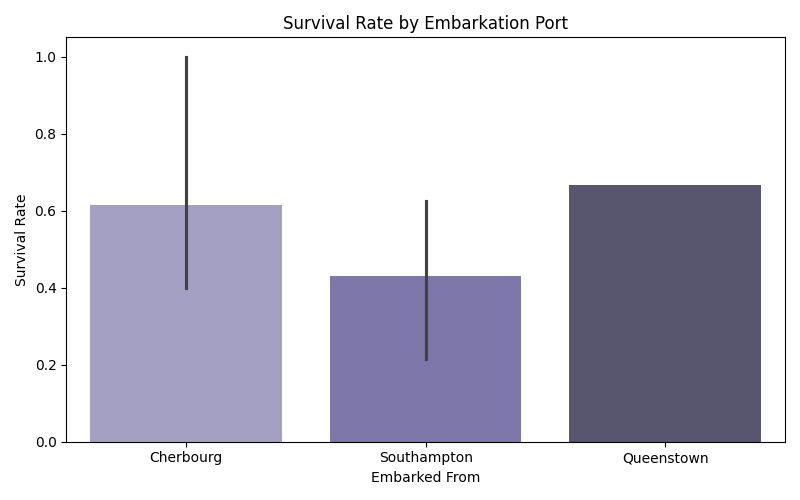 Survival Rate by Embarkation Port
1.0
0.8
0.6
0.4
0.2
0.0
Survival Rate
Cherbourg
Southampton
Queenstown
Embarked From